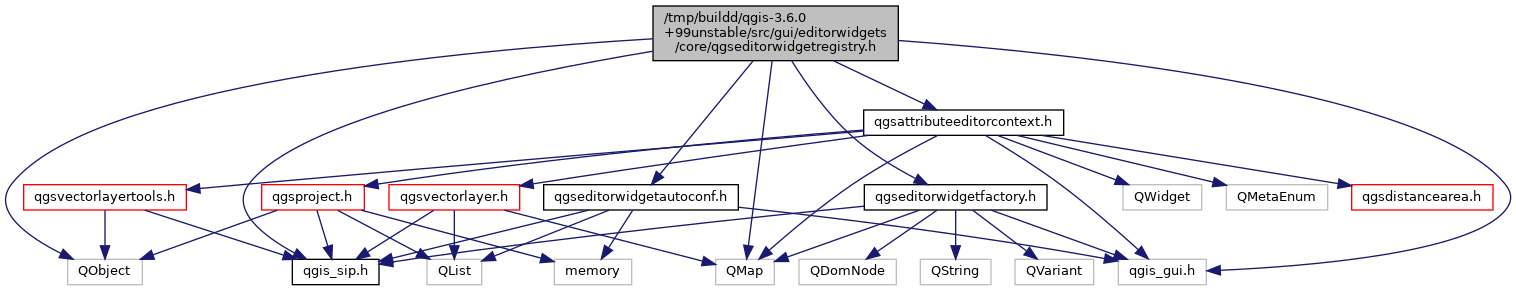 /tmp/buildd/qgis-3.6.0
+99unstable/src/gui/editorwidgets
/core/qgseditorwidgetregistry.h
qgsattributeeditorcontext.h
qgsvectorlayertools.h
qgsproject.h
qgsvectorlayer.h
qgseditorwidgetautoconf.h
qgseditorwidgetfactory.h
QWidget
QMetaEnum
qgsdistancearea.h
QObject
qgis_sip.h
QList
memory
QMap
QDomNode
QString
QVariant
qgis_gui.h